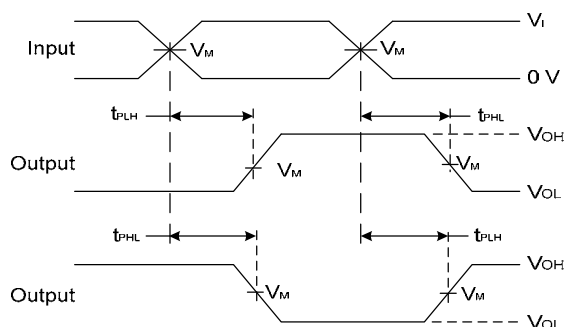 VI
Input VM VM
0 V
tPLH tPHL
VOH
Output VM VM
VOL
tPHL tPLH
VOH
Output VM VM
VOL